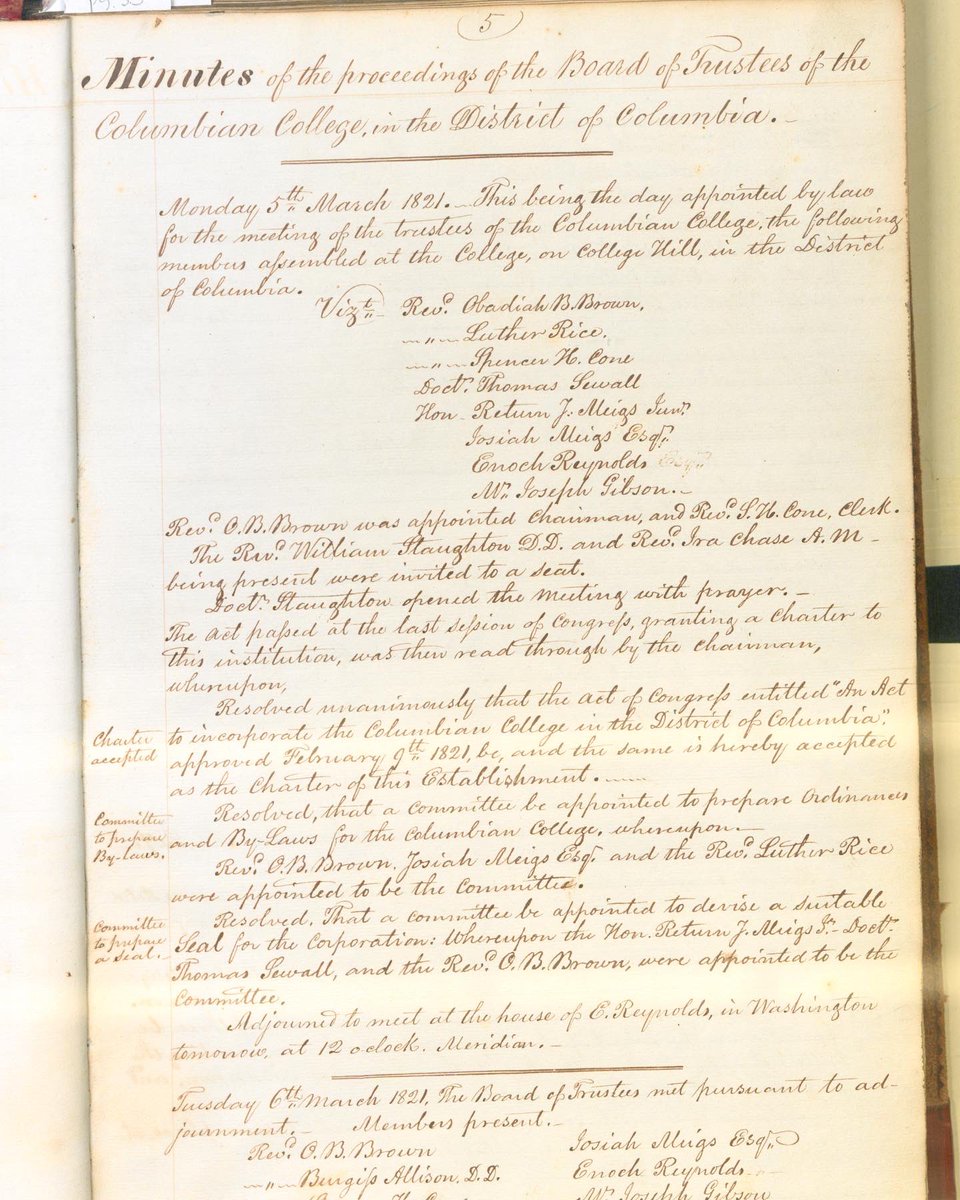 pg. 53
5
Minutes of the proceedings of the Board of Trustees of the
Columbian College, in the District of Columbia.
Monday 5th March 1821. This being the day appointed by law
for the meeting of the trustees of the Columbian College, the following
members assembled at the College, on College Hill, in the District
of Columbia.
Vizt. Revd. Obadiah B. Brown,
" Luther Rice,
" Spencer H. Cone
Doctr. Thomas Sewall
Hon. Return J. Meigs Junr.
Josiah Meigs Esqr.
Enoch Reynolds Esqr.
Mr. Joseph Gibson.
Revd. O. B. Brown was appointed Chairman, and Revd. S. H. Cone, Clerk.
The Revd. William Staughton D.D. and Revd. Ira Chase A. M.
being present were invited to a seat.
Doctr. Staughton opened the meeting with prayer.
The act passed at the last session of Congress, granting a Charter to
this institution, was then read through by the Chairman,
whereupon,
Resolved unanimously that the act of Congress entitled "An Act
Charter accepted
to incorporate the Columbian College in the District of Columbia".
approved February 9th 1821, be, and the same is hereby accepted
as the Charter of this Establishment.
Committee
to prepare
By-laws.
Resolved, that a committee be appointed to prepare Ordinances
and By-Laws for the Columbian College. whereupon
Revd. O. B. Brown. Josiah Meigs Esqr. and the Revd. Luther Rice
were appointed to be the Committee.
Committee
to prepare
a seal.
Resolved. That a committee be appointed to devise a suitable
Seal for the corporation: Whereupon the Hon. Return J. Meigs Jr. Doctr.
Thomas Sewall, and the Revd. O. B. Brown, were appointed to be the
Committee.
Adjourned to meet at the house of E. Reynolds, in Washington
tomorrow, at 12 oclock. Meridian.
Tuesday 6th March 1821. The Board of Trustees met pursuant to ad-
journment. Members present.
Revd. O. B. Brown Josiah Meigs Esqr.
" Burgiss Allison. D.D. Enoch Reynolds
H. Cone Mr. Joseph Gibson